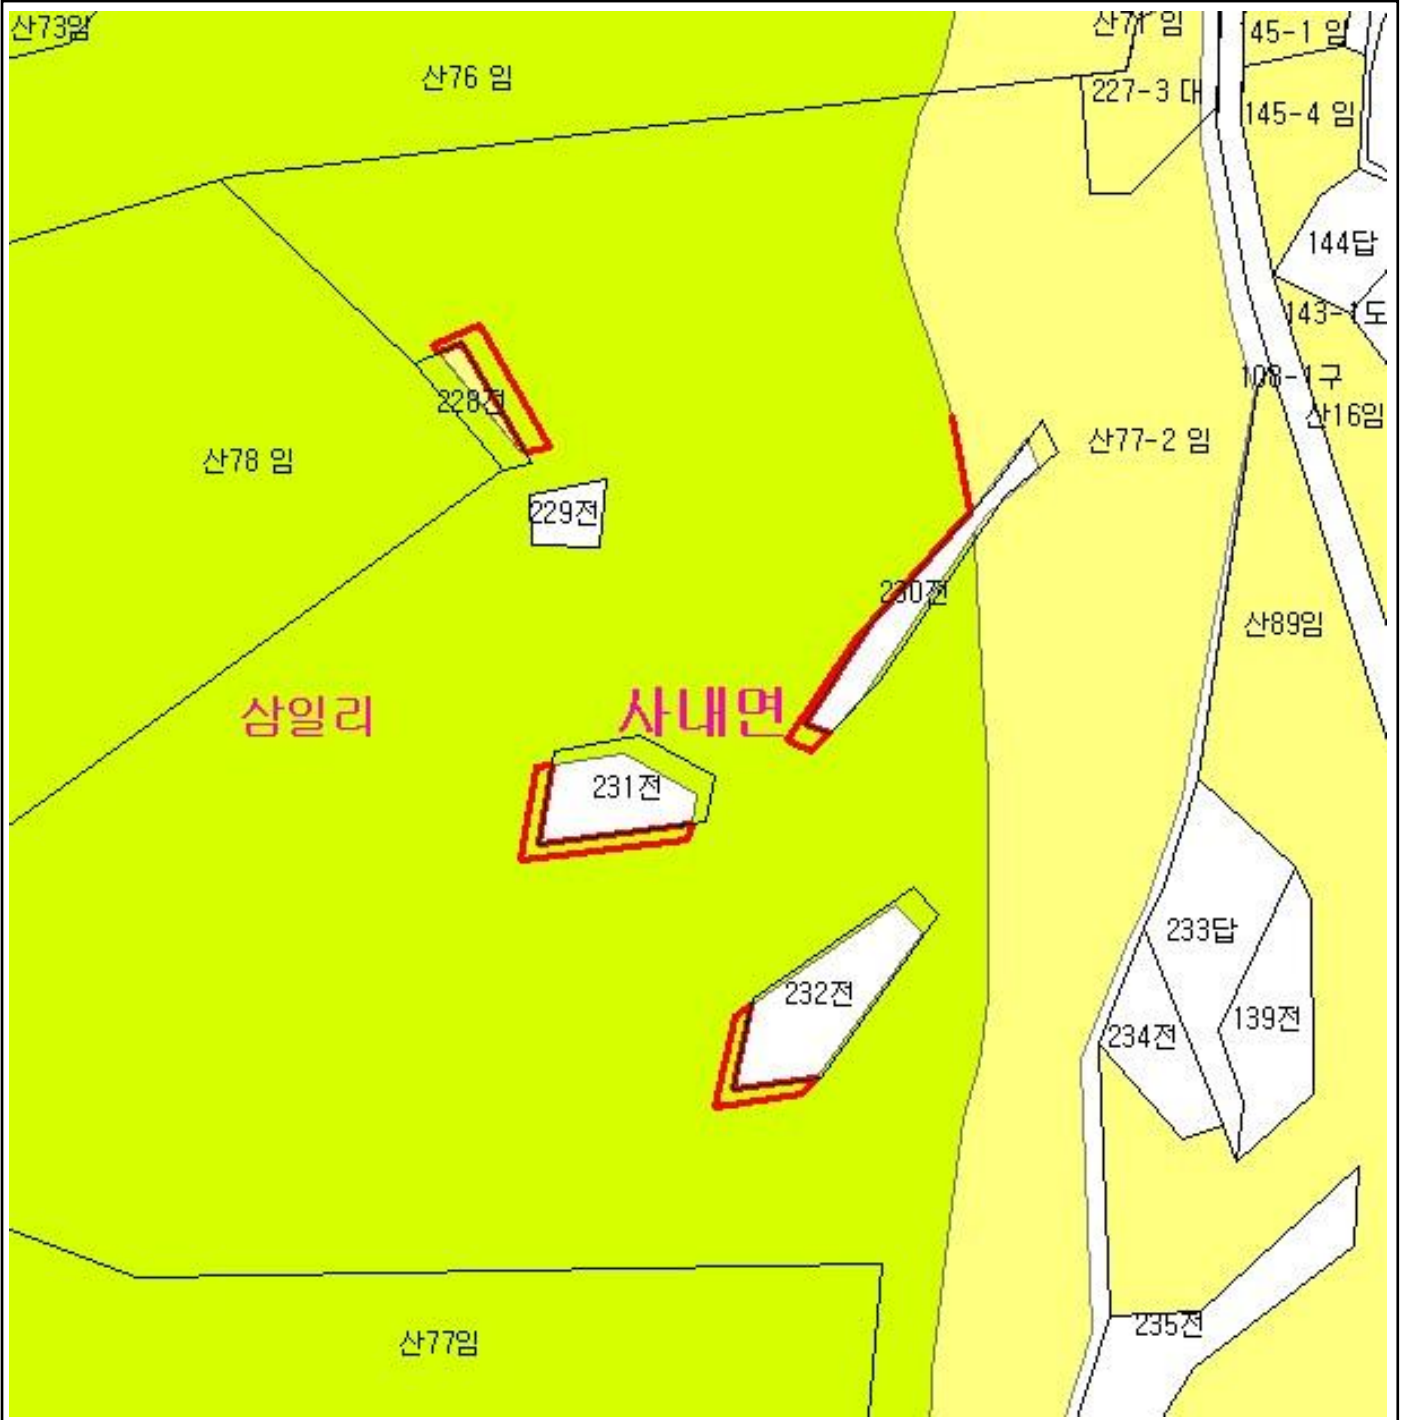 산73임
산71 임
45-1 임
산76 임
227-3 대
145-4 임
144답
143-1도
108-1구
산16임
228전
산77-2 임
산78 임
229전
230전
산89임
삼일리
사내면
231전
233답
232전
139전
234전
235전
산77임